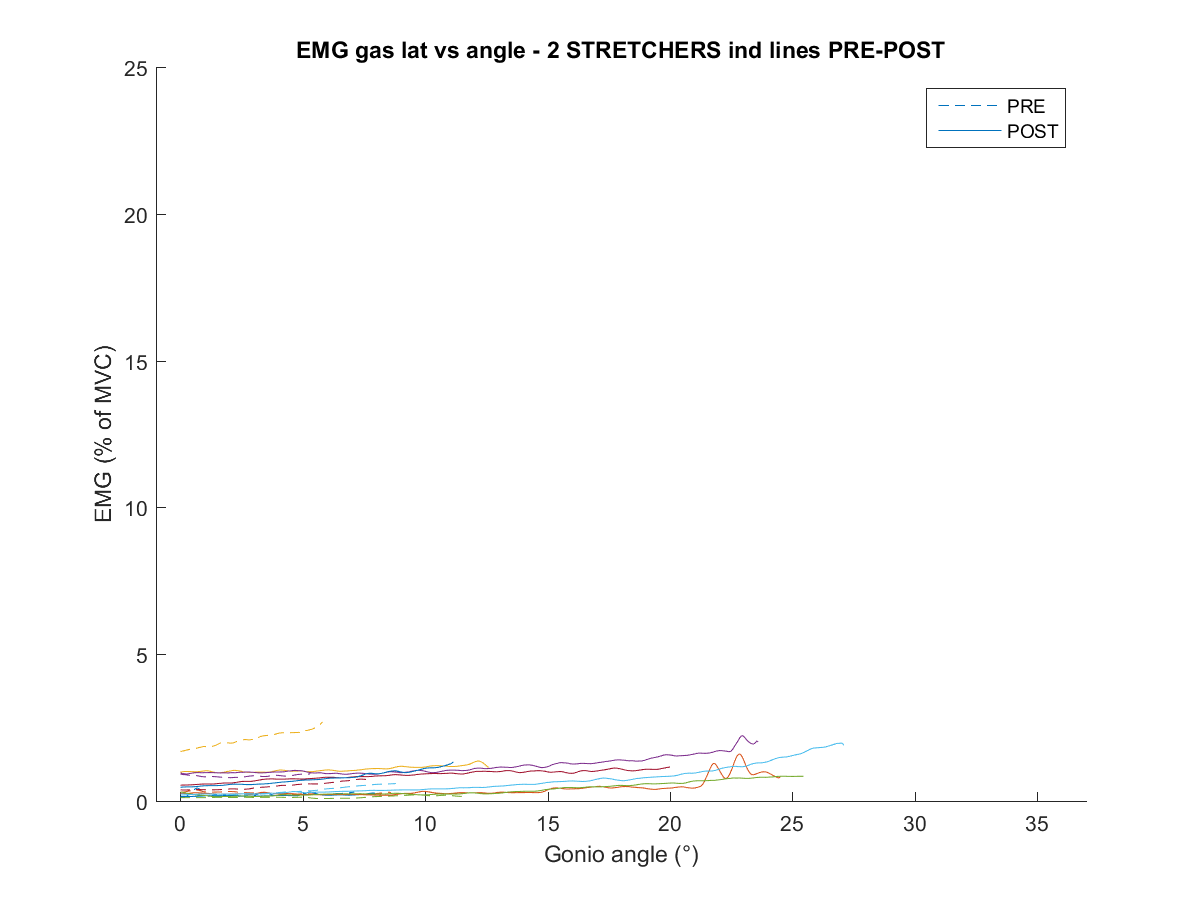 EMG gas lat vs angle - 2 STRETCHERS ind lines PRE-POST
25
PRE
POST
20
15
10
5
0
EMG (% of MVC)
0 5 10 15 20 25 30 35
Gonio angle (°)